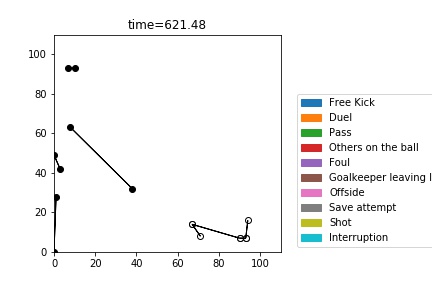 time=621.48
100
80
60
40
20
0
0 20 40 60 80 100
Free Kick
Duel
Pass
Others on the ball
Foul
Goalkeeper leaving l
Offside
Save attempt
Shot
Interruption